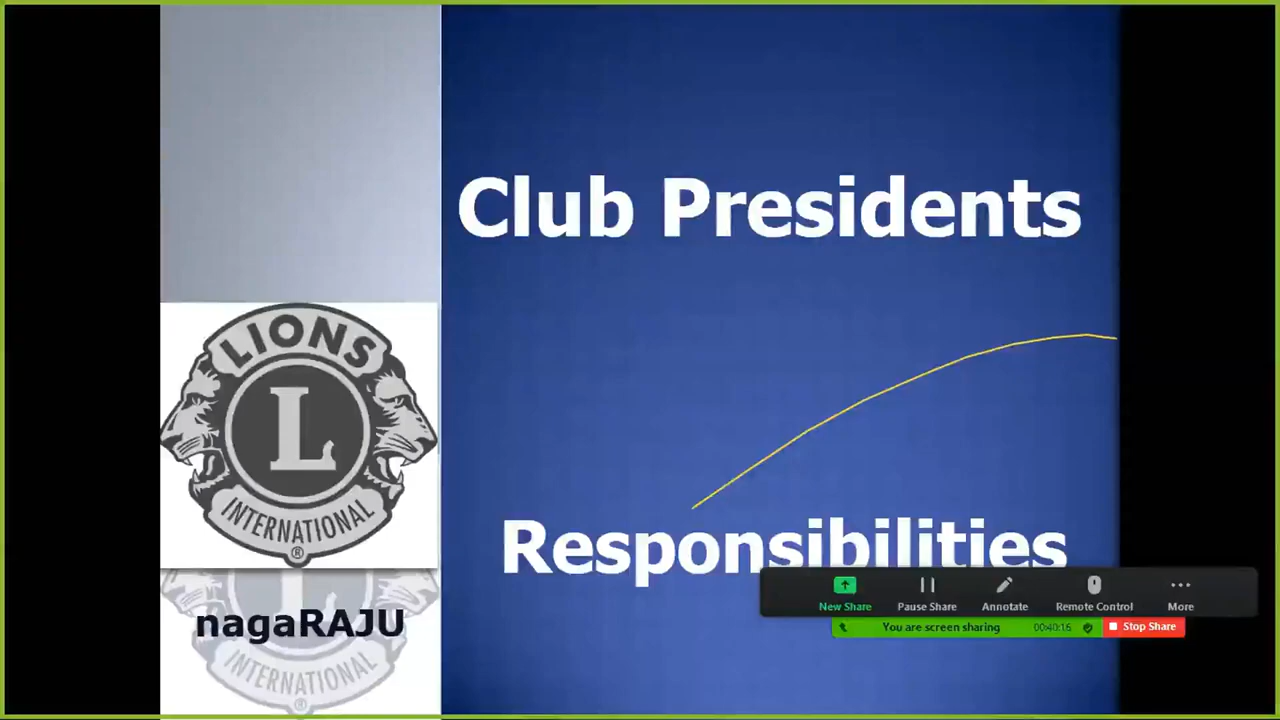 Club Presidents
LIONS
L
INTERNATIONAL
®
Responsibilities
nagaRAJU
INTERNATIONAL
®
New Share
Pause Share
Annotate
Remote Control
More
You are screen sharing
00:40:16
Stop Share